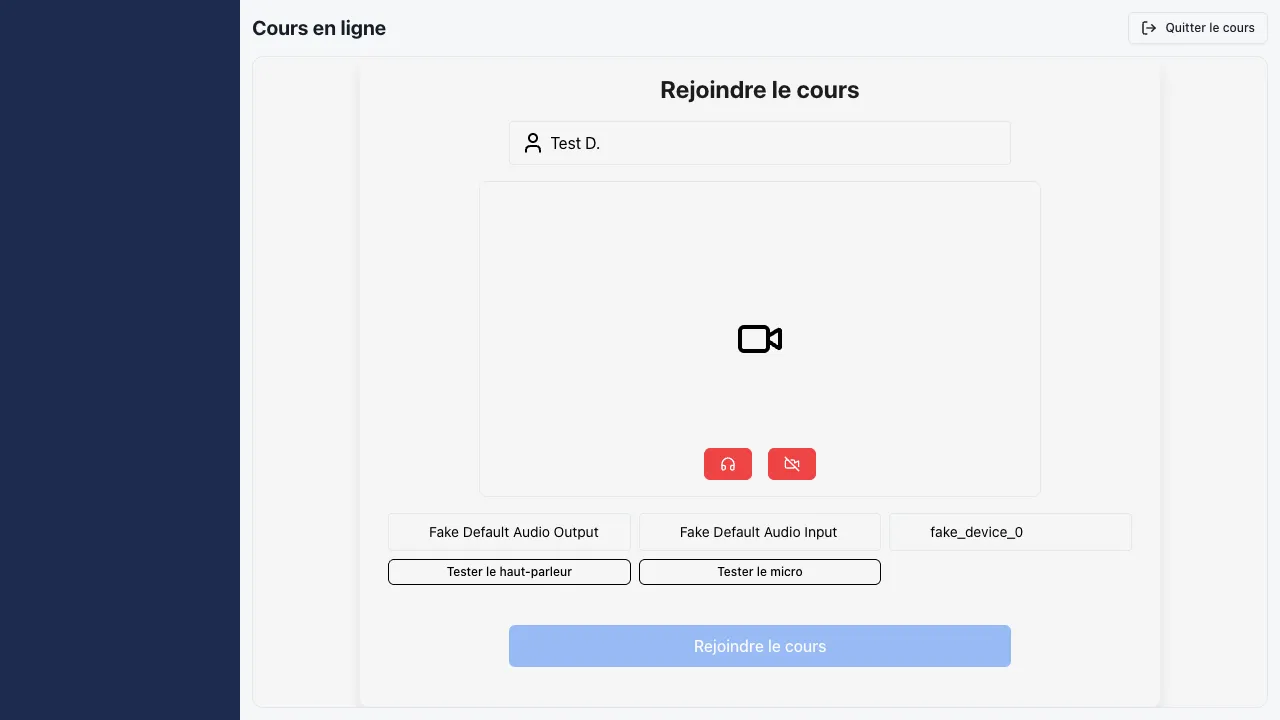 Cours en ligne
Quitter le cours
Rejoindre le cours
Test D.
Fake Default Audio Output
Fake Default Audio Input
fake_device_0
Tester le haut-parleur
Tester le micro
Rejoindre le cours